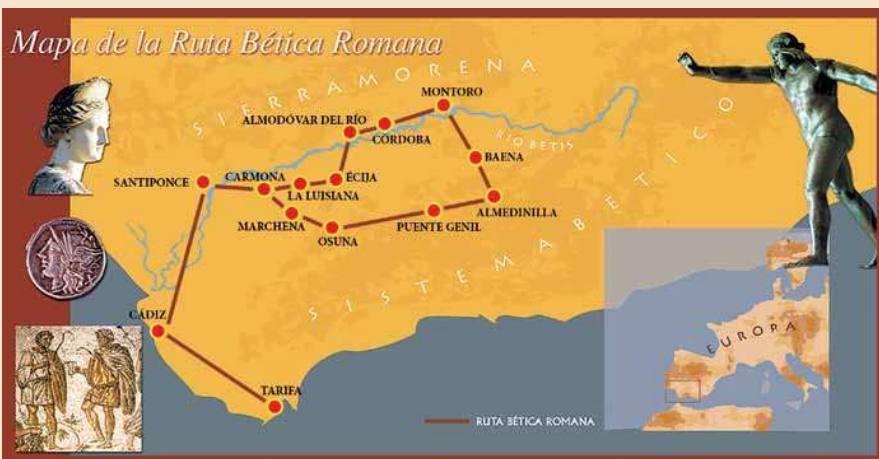 Mapa de la Ruta Bética Romana
SIERRA MORENA
MONTORO
ALMODÓVAR DEL RÍO
CÓRDOBA
RÍO BETIS
BAENA
SANTIPONCE
CARMONA
ÉCIJA
LA LUISIANA
ALMEDINILLA
MARCHENA
OSUNA
PUENTE GENIL
SISTEMA BÉTICO
CÁDIZ
EUROPA
TARIFA
RUTA BÉTICA ROMANA